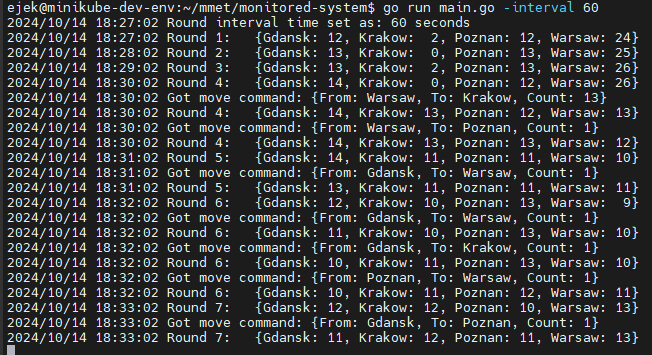 ejek@minikube-dev-env:~/mmet/monitored-system$ go run main.go -interval 60
2024/10/14 18:27:02 Round interval time set as: 60 seconds
2024/10/14 18:27:02 Round 1:   {Gdansk: 12, Krakow:  2, Poznan: 12, Warsaw: 24}
2024/10/14 18:28:02 Round 2:   {Gdansk: 13, Krakow:  0, Poznan: 13, Warsaw: 25}
2024/10/14 18:29:02 Round 3:   {Gdansk: 13, Krakow:  2, Poznan: 13, Warsaw: 26}
2024/10/14 18:30:02 Round 4:   {Gdansk: 14, Krakow:  0, Poznan: 12, Warsaw: 26}
2024/10/14 18:30:02 Got move command: {From: Warsaw, To: Krakow, Count: 13}
2024/10/14 18:30:02 Round 4:   {Gdansk: 14, Krakow: 13, Poznan: 12, Warsaw: 13}
2024/10/14 18:30:02 Got move command: {From: Warsaw, To: Poznan, Count: 1}
2024/10/14 18:30:02 Round 4:   {Gdansk: 14, Krakow: 13, Poznan: 13, Warsaw: 12}
2024/10/14 18:31:02 Round 5:   {Gdansk: 14, Krakow: 11, Poznan: 11, Warsaw: 10}
2024/10/14 18:31:02 Got move command: {From: Gdansk, To: Warsaw, Count: 1}
2024/10/14 18:31:02 Round 5:   {Gdansk: 13, Krakow: 11, Poznan: 11, Warsaw: 11}
2024/10/14 18:32:02 Round 6:   {Gdansk: 12, Krakow: 10, Poznan: 13, Warsaw:  9}
2024/10/14 18:32:02 Got move command: {From: Gdansk, To: Warsaw, Count: 1}
2024/10/14 18:32:02 Round 6:   {Gdansk: 11, Krakow: 10, Poznan: 13, Warsaw: 10}
2024/10/14 18:32:02 Got move command: {From: Gdansk, To: Krakow, Count: 1}
2024/10/14 18:32:02 Round 6:   {Gdansk: 10, Krakow: 11, Poznan: 13, Warsaw: 10}
2024/10/14 18:32:02 Got move command: {From: Poznan, To: Warsaw, Count: 1}
2024/10/14 18:32:02 Round 6:   {Gdansk: 10, Krakow: 11, Poznan: 12, Warsaw: 11}
2024/10/14 18:33:02 Round 7:   {Gdansk: 12, Krakow: 12, Poznan: 10, Warsaw: 13}
2024/10/14 18:33:02 Got move command: {From: Gdansk, To: Poznan, Count: 1}
2024/10/14 18:33:02 Round 7:   {Gdansk: 11, Krakow: 12, Poznan: 11, Warsaw: 13}